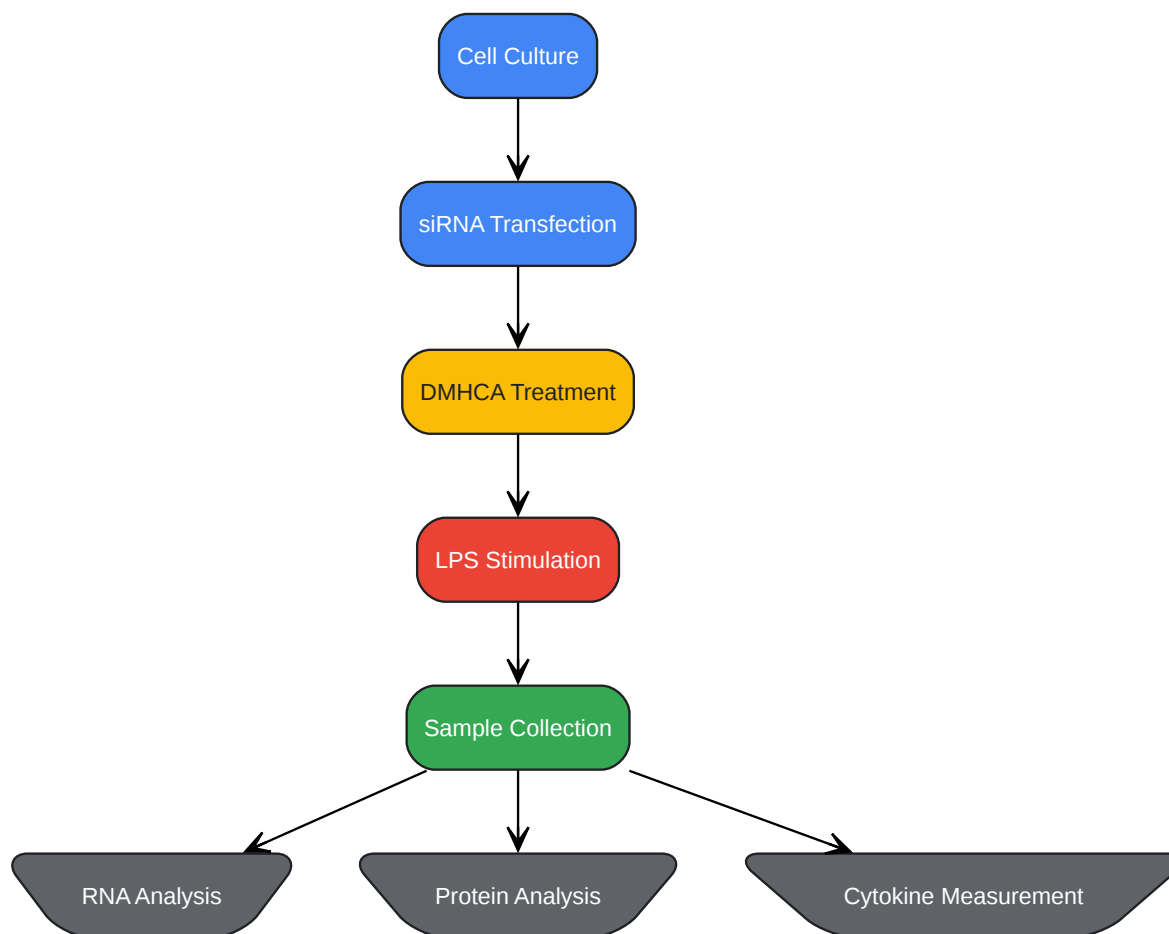 Cell Culture
siRNA Transfection
DMHCA Treatment
LPS Stimulation
Sample Collection
RNA Analysis
Protein Analysis
Cytokine Measurement